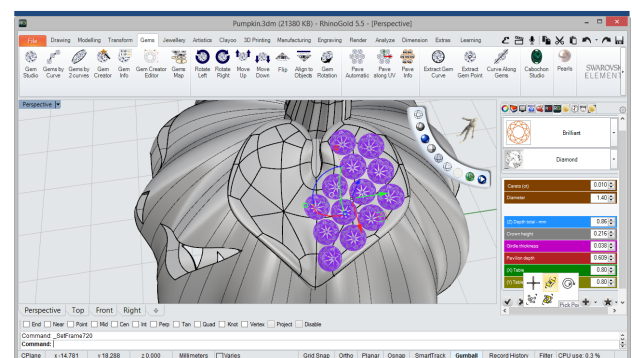 Pumpkin.3dm (21380 KB) - RhinoGold 5.5 - [Perspective]
File Drawing Modelling Transform Gems Jewellery Artistics Clayoo 3D Printing Manufacturing Engraving Render Analyze Dimension Extras Learning
Gem Studio Gems by Curve Gems by 2 curves Gem Creator Gem Info Gem Creator Editor Gems Map Rotate Left Rotate Right Move Up Move Down Flip Align to Objects Gem Rotation Pave Automatic Pave along UV Pave Info Extract Gem Curve Extract Gem Point Curve Along Gems Cabochon Studio Pearls SWAROVSK ELEMENT
Perspective
Brilliant
Diamond
Carats (ct) 0.010
Diameter 1.40
(Z) Depth total - mm 0.86
Crown height 0.216
Girdle thickness 0.038
Pavilion depth 0.609
(X) Table 0.80
(Y) Table 0.80
Pick Poi
Perspective Top Front Right
End Near Point Mid Cen Int Perp Tan Quad Knot Vertex Project Disable
Command: _SetFrame720
Command:
CPlane x -14.781 y 18.288 z 0.000 Millimeters Varies Grid Snap Ortho Planar Osnap SmartTrack Gumball Record History Filter CPU use: 0.3 %